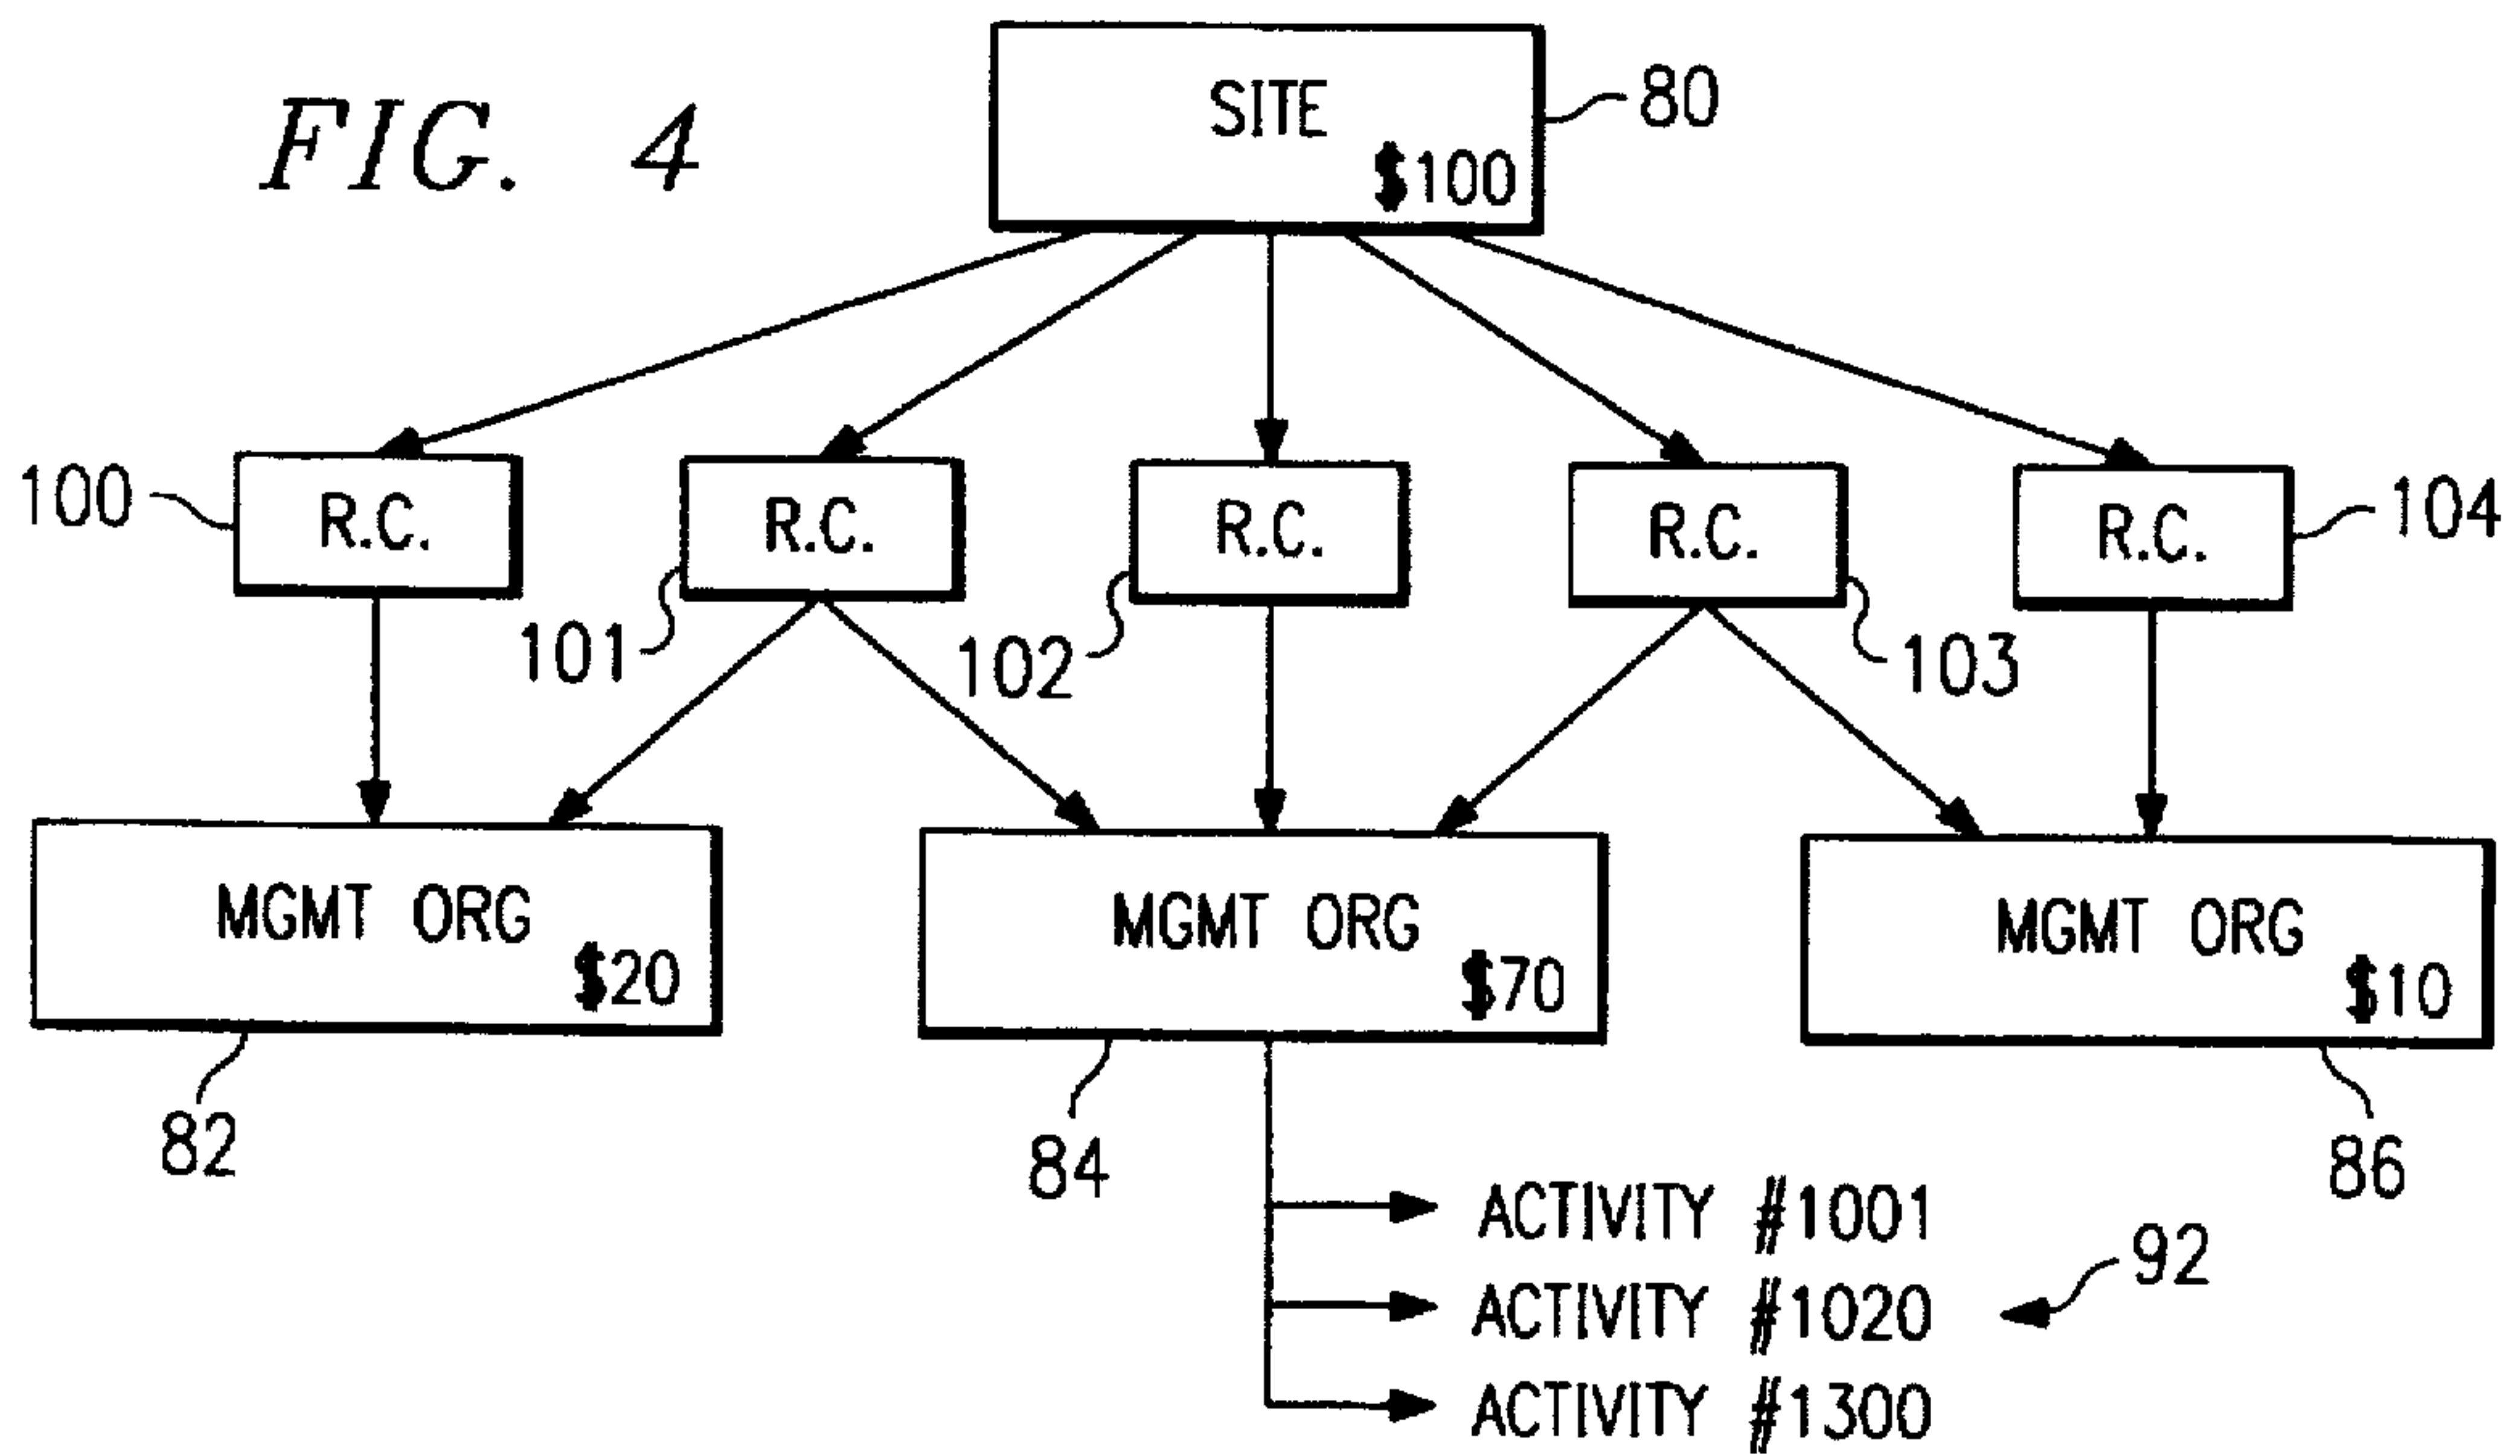 FIG. 4
SITE
$100
80
100
R.C.
R.C.
R.C.
R.C.
R.C.
104
101
102
103
MGMT ORG
$20
MGMT ORG
$70
MGMT ORG
$10
82
84
86
ACTIVITY #1001
92
ACTIVITY #1020
ACTIVITY #1300